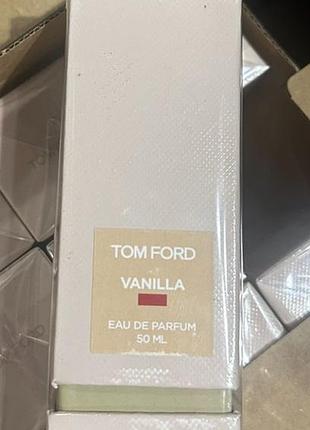 TOM FORD
VANILLA
EAU DE PARFUM
50 ML